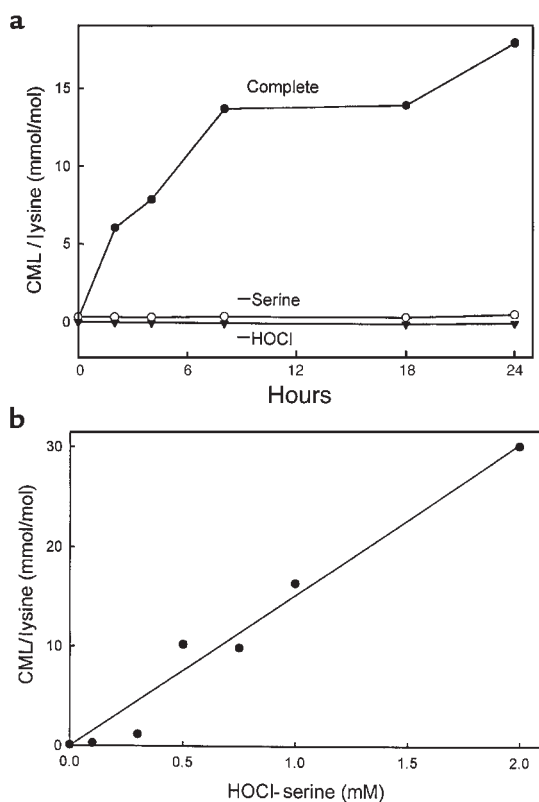 a
CML / lysine (mmol/mol)
15
10
5
0
Complete
—Serine
—HOCl
0 6 12 18 24
Hours
b
CML/lysine (mmol/mol)
30
20
10
0
0.0 0.5 1.0 1.5 2.0
HOCl-serine (mM)